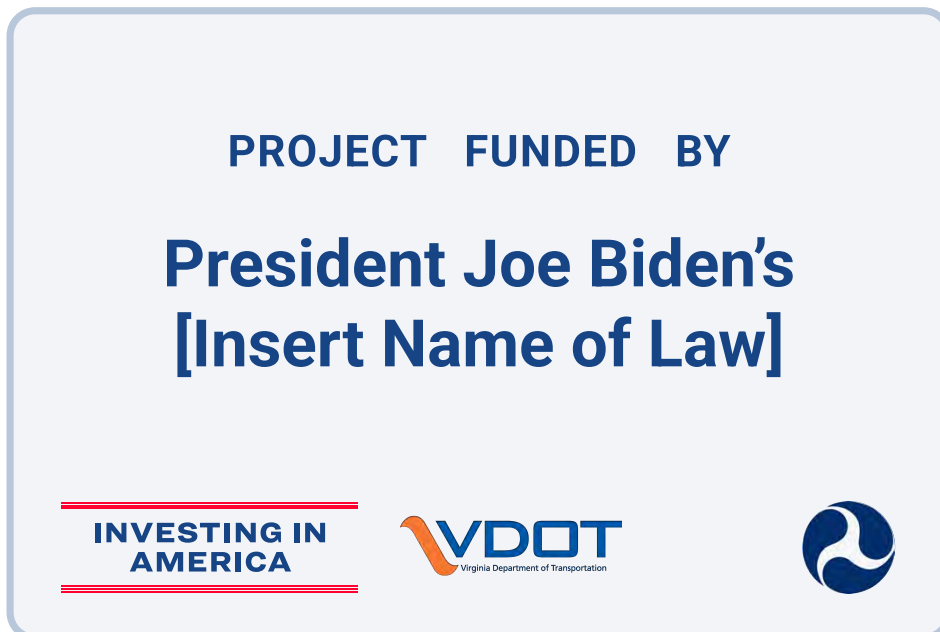 PROJECT FUNDED BY
President Joe Biden’s
[Insert Name of Law]
INVESTING IN
AMERICA
VDOT
Virginia Department of Transportation